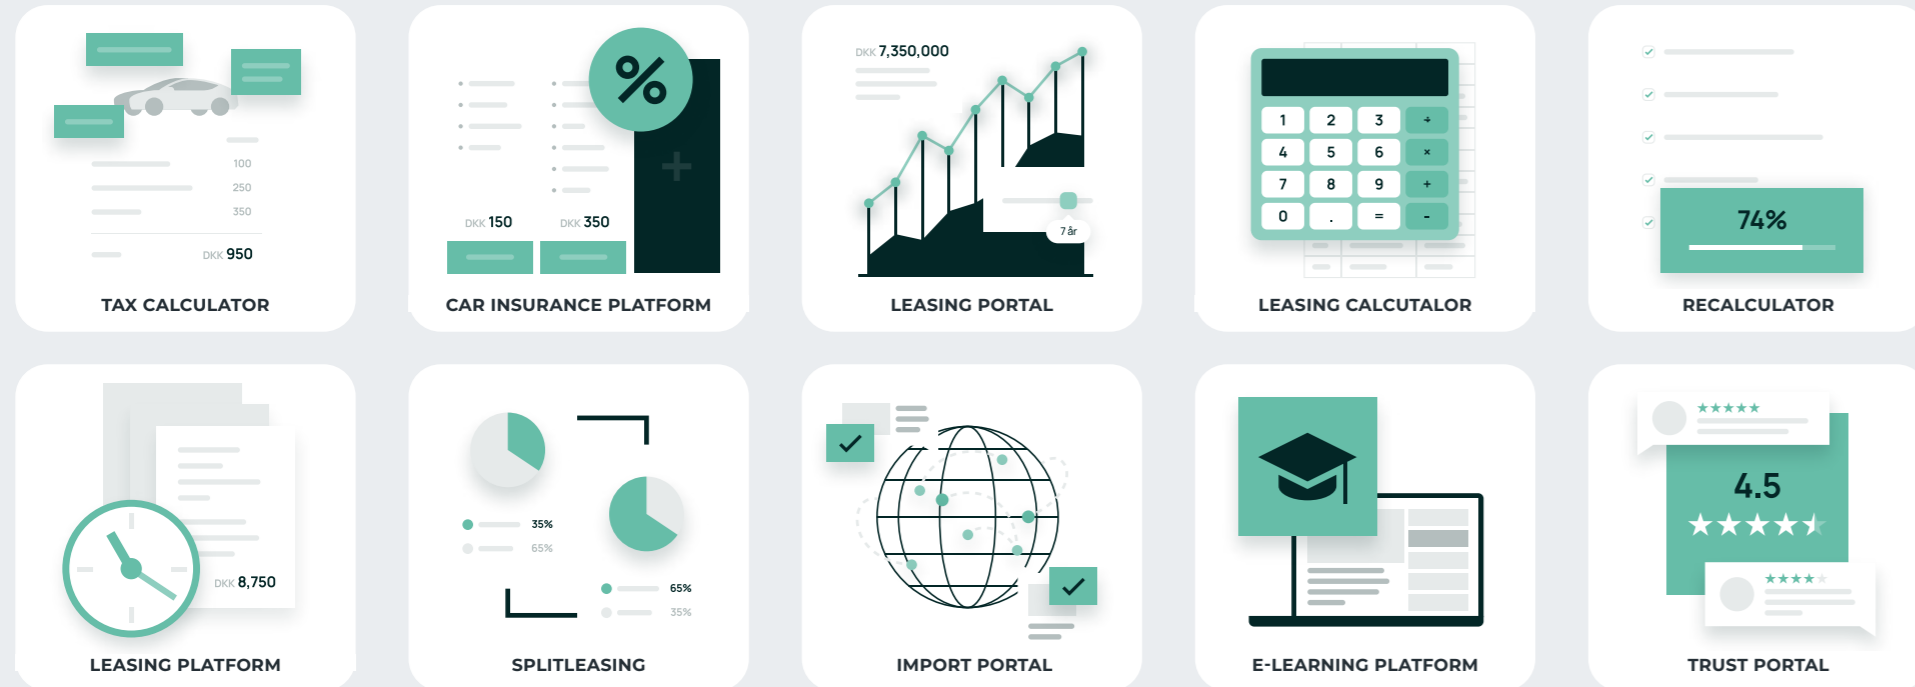 100
250
350
DKK 950
TAX CALCULATOR
%
+
DKK 150
DKK 350
CAR INSURANCE PLATFORM
DKK 7,350,000
7 år
LEASING PORTAL
1 2 3 ÷
4 5 6 ×
7 8 9 +
0 . = -
LEASING CALCUTALOR
74%
RECALCULATOR
DKK 8,750
LEASING PLATFORM
35%
65%
65%
35%
SPLITLEASING
IMPORT PORTAL
E-LEARNING PLATFORM
4.5
TRUST PORTAL